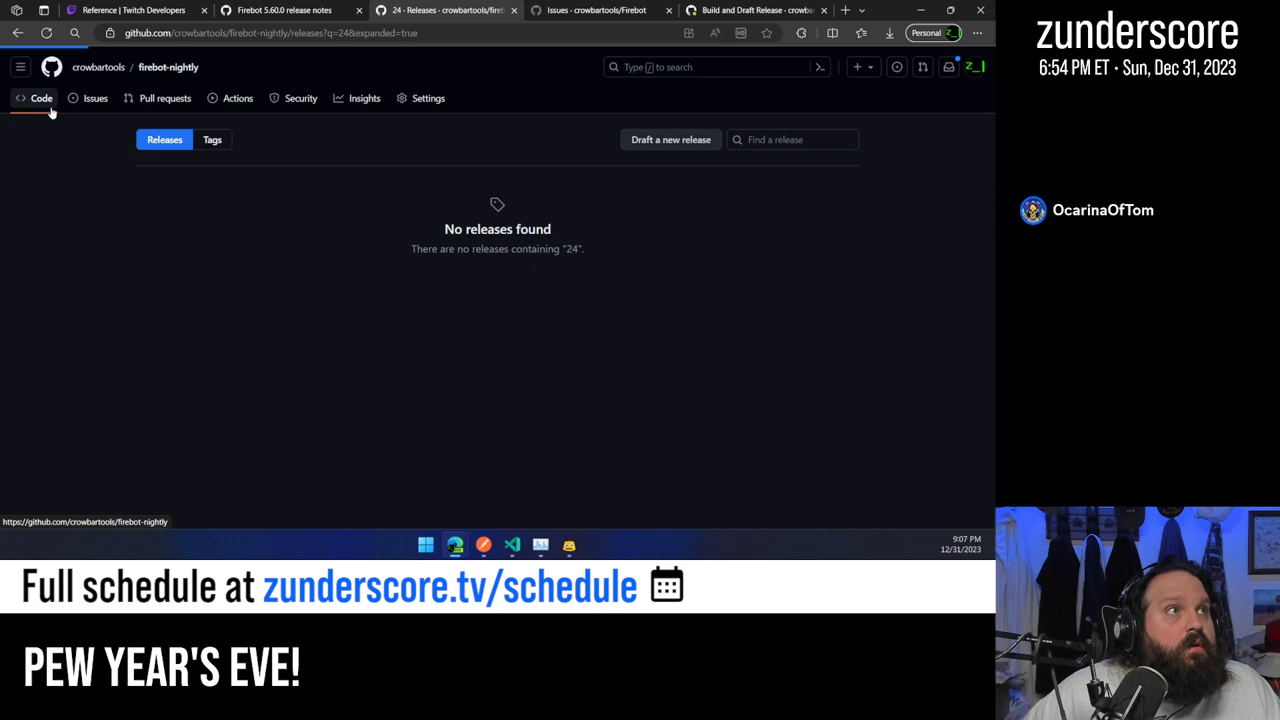 Reference | Twitch Developers
Firebot 5.60.0 release notes
24 - Releases · crowbartools/fireb
Issues · crowbartools/Firebot
Build and Draft Release · crowba
github.com/crowbartools/firebot-nightly/releases?q=24&expanded=true
Personal
crowbartools / firebot-nightly
Type / to search
Code
Issues
Pull requests
Actions
Security
Insights
Settings
Releases
Tags
Draft a new release
Find a release
No releases found
There are no releases containing "24".
https://github.com/crowbartools/firebot-nightly
9:07 PM
12/31/2023
zunderscore
6:54 PM ET • Sun, Dec 31, 2023
OcarinaOfTom
Full schedule at zunderscore.tv/schedule
PEW YEAR'S EVE!